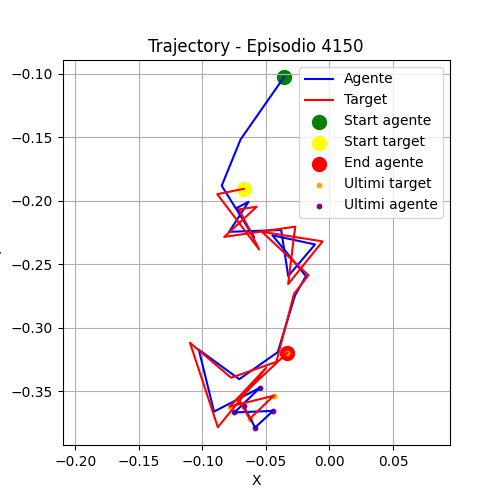 Trajectory - Episodio 4150
Agente
Target
Start agente
Start target
End agente
Ultimi target
Ultimi agente
−0.10
−0.15
−0.20
−0.25
−0.30
−0.35
−0.20
−0.15
−0.10
−0.05
0.00
0.05
X